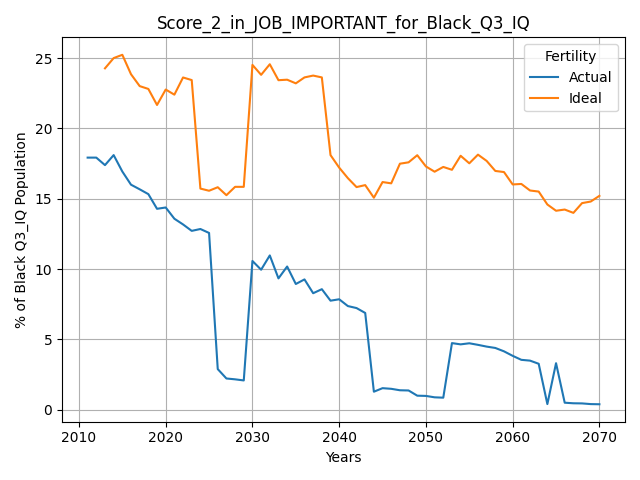 Score_2_in_JOB_IMPORTANT_for_Black_Q3_IQ
Fertility
Actual
Ideal
% of Black Q3_IQ Population
25
20
15
10
5
0
2010 2020 2030 2040 2050 2060 2070
Years